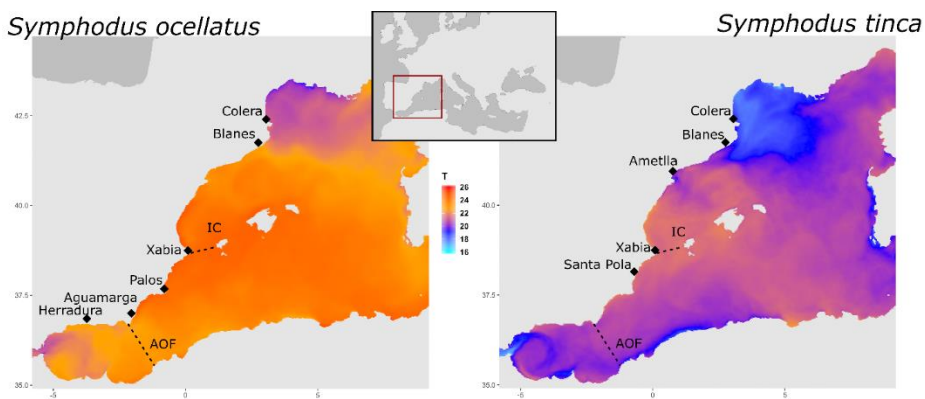 Symphodus ocellatus
Symphodus tinca
42.5
40.0
37.5
35.0
-5
0
5
Colera
Blanes
IC
Xabia
Palos
Aguamarga
Herradura
AOF
T
26
24
22
20
18
16
42.5
40.0
37.5
35.0
-5
0
5
Colera
Blanes
Ametlla
IC
Xabia
Santa Pola
AOF